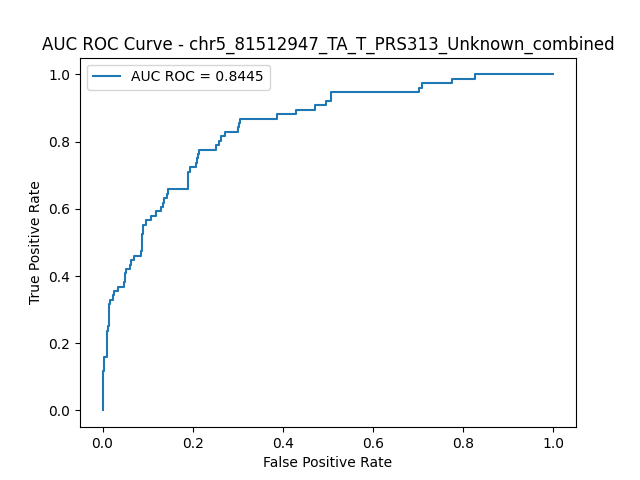 AUC ROC Curve - chr5_81512947_TA_T_PRS313_Unknown_combined
AUC ROC = 0.8445
1.0
0.8
0.6
0.4
0.2
0.0
True Positive Rate
0.0 0.2 0.4 0.6 0.8 1.0
False Positive Rate